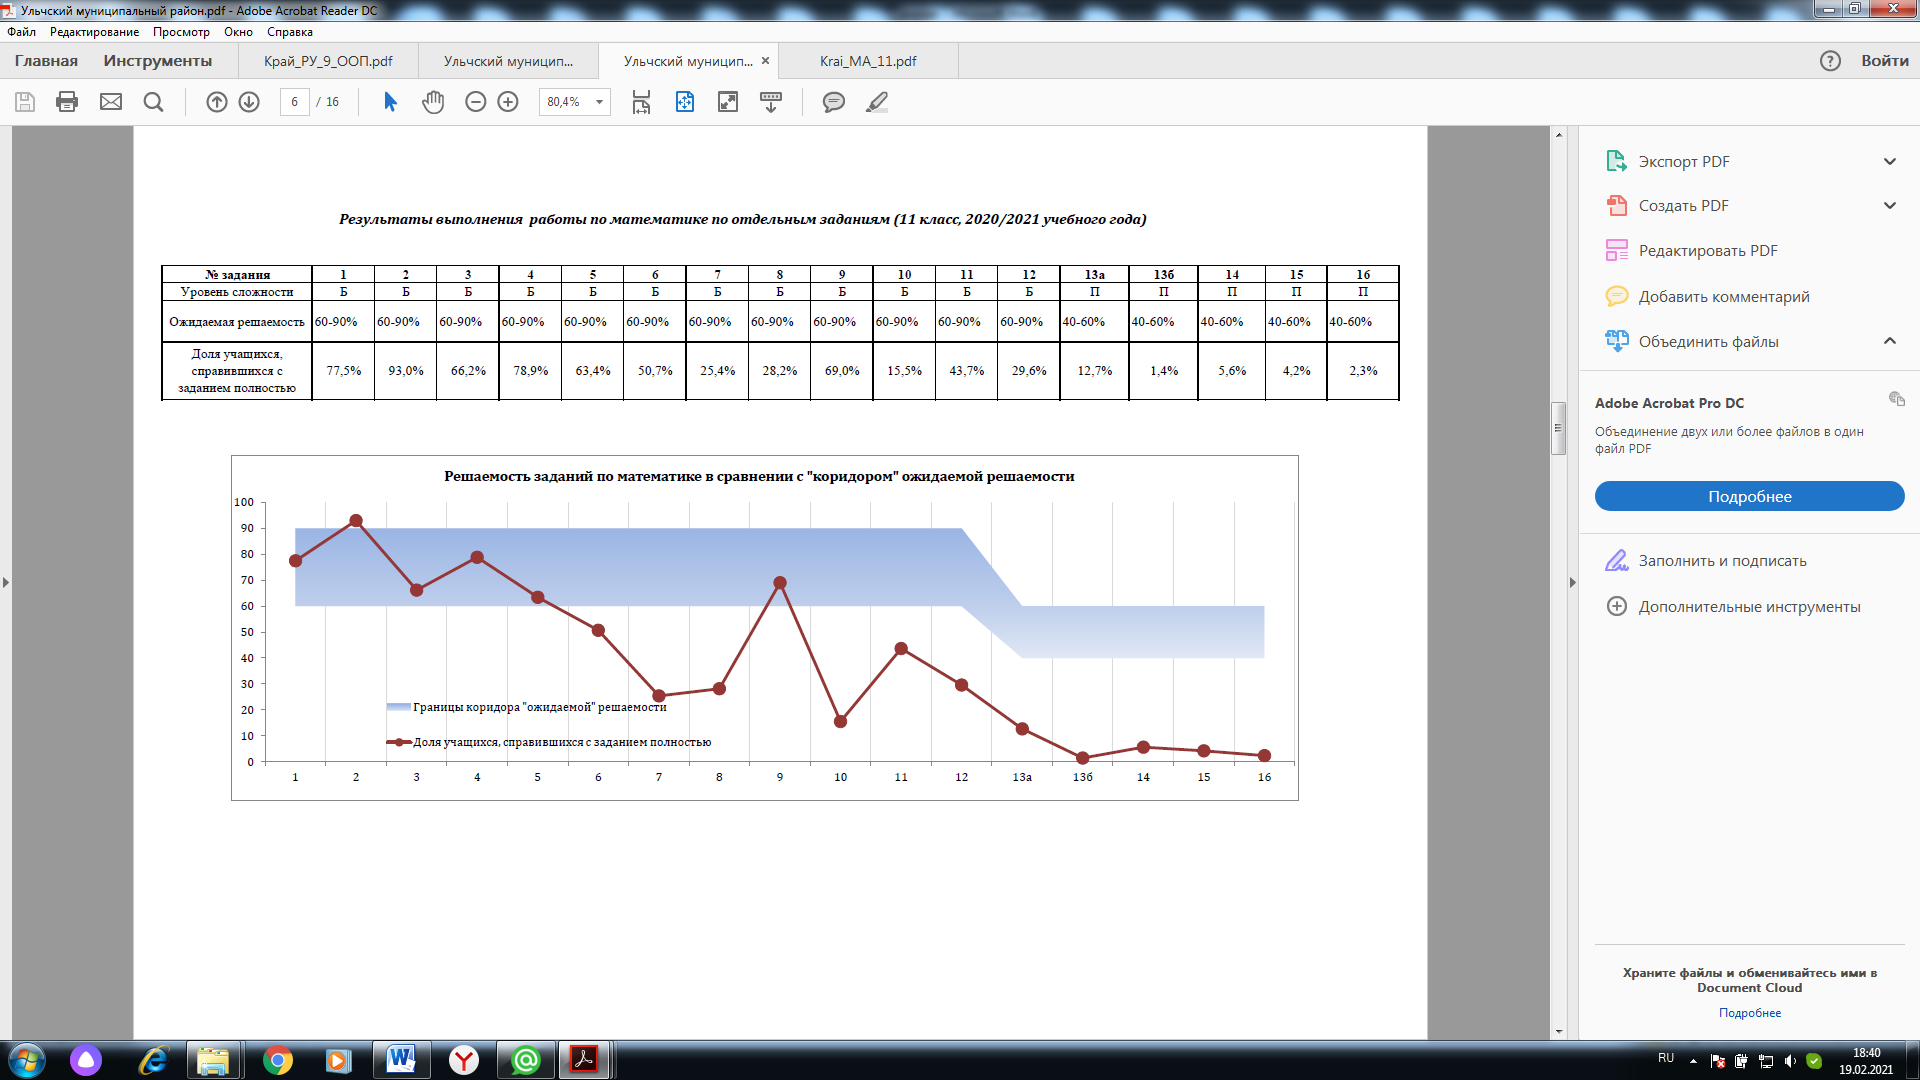 Ульчский муниципальный район.pdf - Adobe Acrobat Reader DC
Файл Редактирование Просмотр Окно Справка
Главная Инструменты Край_РУ_9_ООП.pdf Ульчский муницип... Ульчский муницип... × Krai_MA_11.pdf Войти
6 / 16 80,4%
Результаты выполнения работы по математике по отдельным заданиям (11 класс, 2020/2021 учебного года)
№ задания 1 2 3 4 5 6 7 8 9 10 11 12 13а 13б 14 15 16
Уровень сложности Б Б Б Б Б Б Б Б Б Б Б Б П П П П П
Ожидаемая решаемость 60-90% 60-90% 60-90% 60-90% 60-90% 60-90% 60-90% 60-90% 60-90% 60-90% 60-90% 60-90% 40-60% 40-60% 40-60% 40-60% 40-60%
Доля учащихся,
справившихся с
заданием полностью
77,5% 93,0% 66,2% 78,9% 63,4% 50,7% 25,4% 28,2% 69,0% 15,5% 43,7% 29,6% 12,7% 1,4% 5,6% 4,2% 2,3%
Решаемость заданий по математике в сравнении с "коридором" ожидаемой решаемости
100
90
80
70
60
50
40
30
20
10
0
Границы коридора "ожидаемой" решаемости
Доля учащихся, справившихся с заданием полностью
1 2 3 4 5 6 7 8 9 10 11 12 13а 13б 14 15 16
Экспорт PDF
Создать PDF
Редактировать PDF
Добавить комментарий
Объединить файлы
Adobe Acrobat Pro DC
Объединение двух или более файлов в один
файл PDF
Подробнее
Заполнить и подписать
Дополнительные инструменты
Храните файлы и обменивайтесь ими в
Document Cloud
Подробнее
RU
18:40
19.02.2021